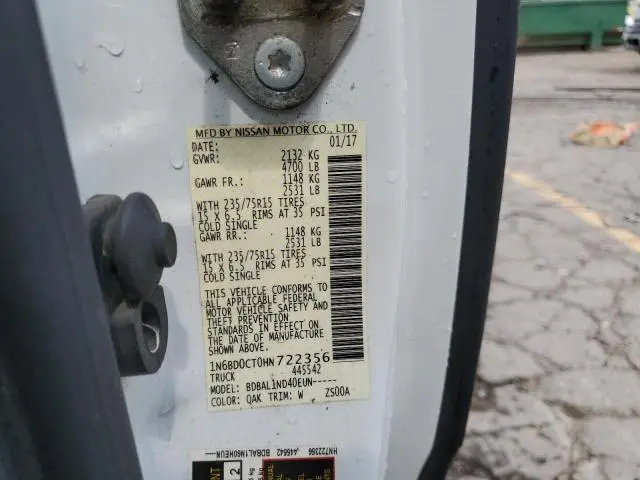 MFD BY NISSAN MOTOR CO., LTD.
DATE: 01/17
GVWR: 2132 KG
4700 LB
GAWR FR.: 1148 KG
2531 LB
WITH 235/75R15 TIRES
15 X 6.5 RIMS AT 35 PSI
COLD SINGLE
GAWR RR.: 1148 KG
2531 LB
WITH 235/75R15 TIRES
15 X 6.5 RIMS AT 35 PSI
COLD SINGLE
THIS VEHICLE CONFORMS TO
ALL APPLICABLE FEDERAL
MOTOR VEHICLE SAFETY AND
THEFT PREVENTION
STANDARDS IN EFFECT ON
THE DATE OF MANUFACTURE
SHOWN ABOVE.
1N6BD0CT0HN722356
TRUCK 445542
MODEL: BDBAL1ND40EUN-----
COLOR: QAK TRIM: W ZS00A